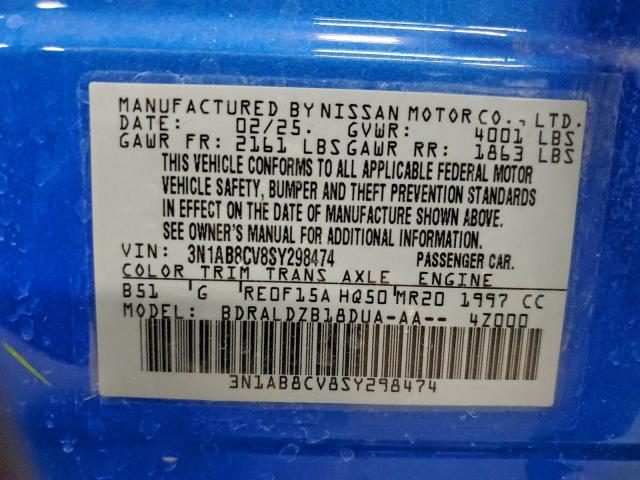 MANUFACTURED BY NISSAN MOTOR CO., LTD.
DATE: 02/25. GVWR: 4001 LBS
GAWR FR: 2161 LBS GAWR RR: 1863 LBS
THIS VEHICLE CONFORMS TO ALL APPLICABLE FEDERAL MOTOR
VEHICLE SAFETY, BUMPER AND THEFT PREVENTION STANDARDS
IN EFFECT ON THE DATE OF MANUFACTURE SHOWN ABOVE.
SEE OWNER'S MANUAL FOR ADDITIONAL INFORMATION.
VIN: 3N1AB8CV8SY298474 PASSENGER CAR.
COLOR TRIM TRANS AXLE ENGINE
B51 G RE0F15A HQ50 MR20 1997 CC
MODEL: BDRALDZB18DUA-AA-- 4Z000
3N1AB8CV8SY298474